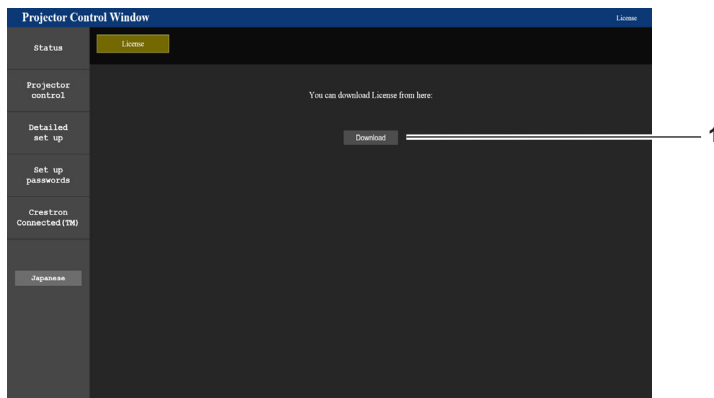 Projector Control Window
License
Status
License
Projector
control
You can download License from here:
Detailed
set up
Download
1
Set up
passwords
Crestron
Connected(TM)
Japanese